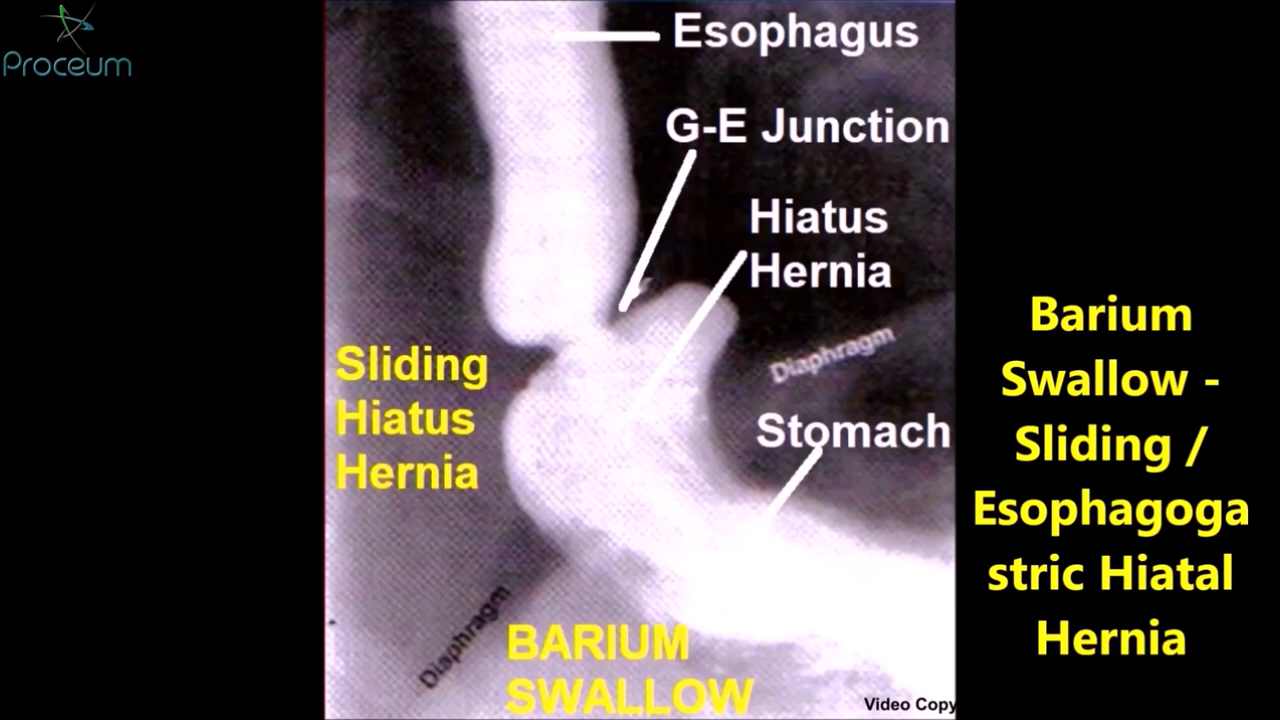 Proceum
Esophagus
G-E Junction
Hiatus
Hernia
Diaphragm
Sliding
Hiatus
Hernia
Stomach
Diaphragm
BARIUM
SWALLOW
Video Copy
Barium
Swallow -
Sliding /
Esophagoga
stric Hiatal
Hernia